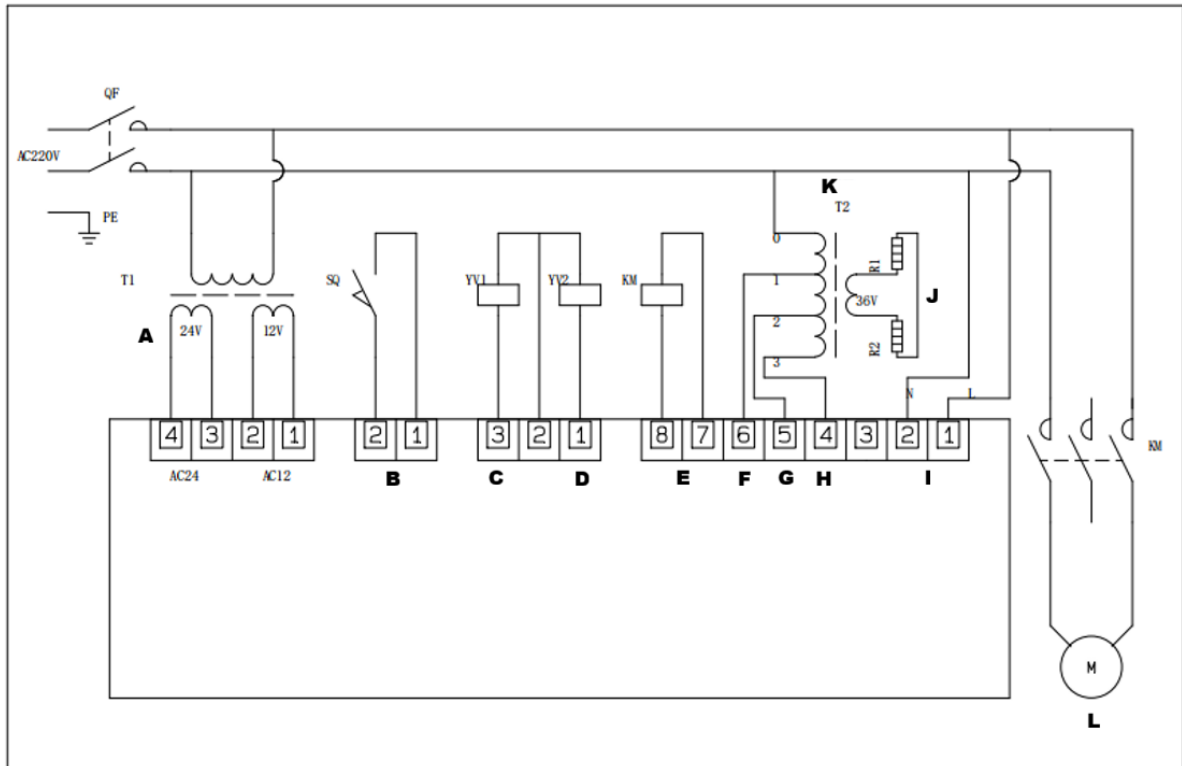 QF
AC220V
K
PE
T2
0
R1
T1
SQ
YV1
YV2
KM
1
36V
J
A
24V
12V
2
R2
3
N
L
4 3 2 1
2 1
3 2 1
8 7 6 5 4 3 2 1
KM
AC24
AC12
B
C
D
E
F
G
H
I
M
L